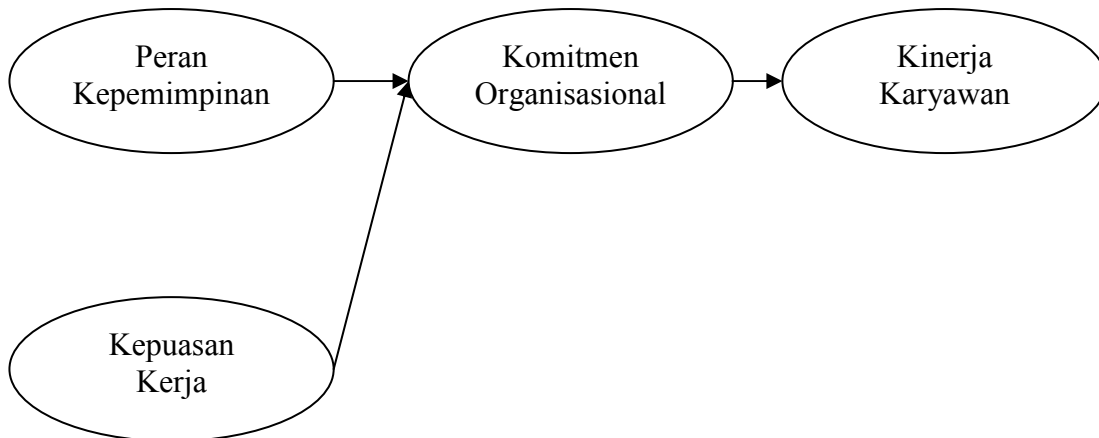 Peran
Kepemimpinan
Komitmen
Organisasional
Kinerja
Karyawan
Kepuasan
Kerja